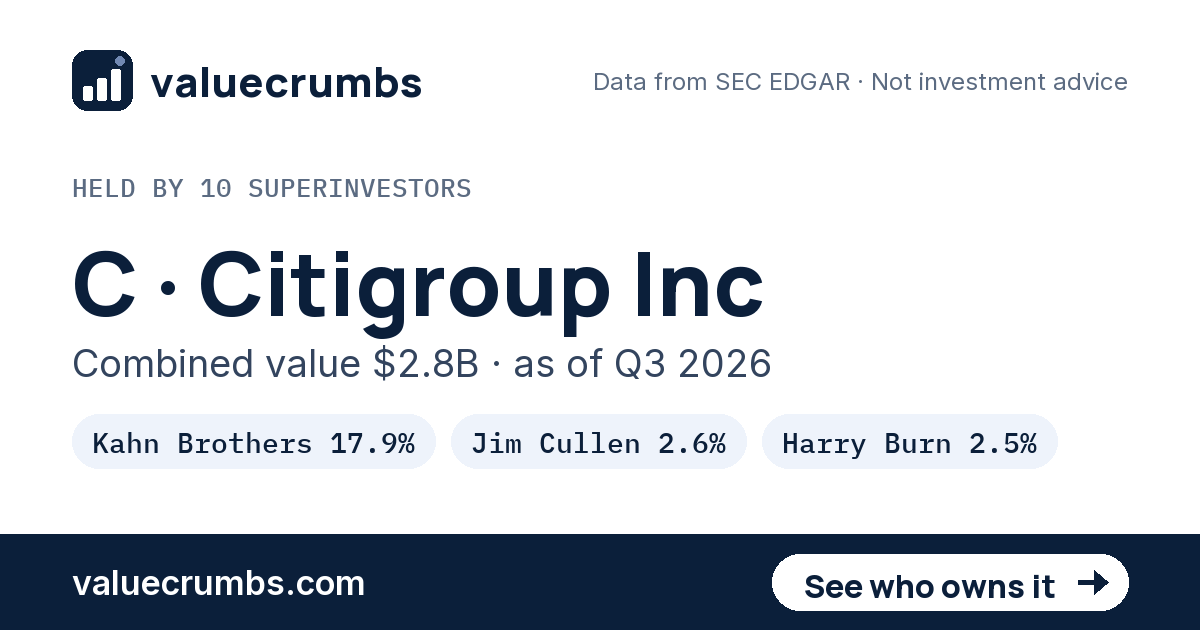 valuecrumbs
Data from SEC EDGAR · Not investment advice
HELD BY 10 SUPERINVESTORS
C · Citigroup Inc
Combined value $2.8B · as of Q3 2026
Kahn Brothers 17.9%
Jim Cullen 2.6%
Harry Burn 2.5%
valuecrumbs.com
See who owns it →